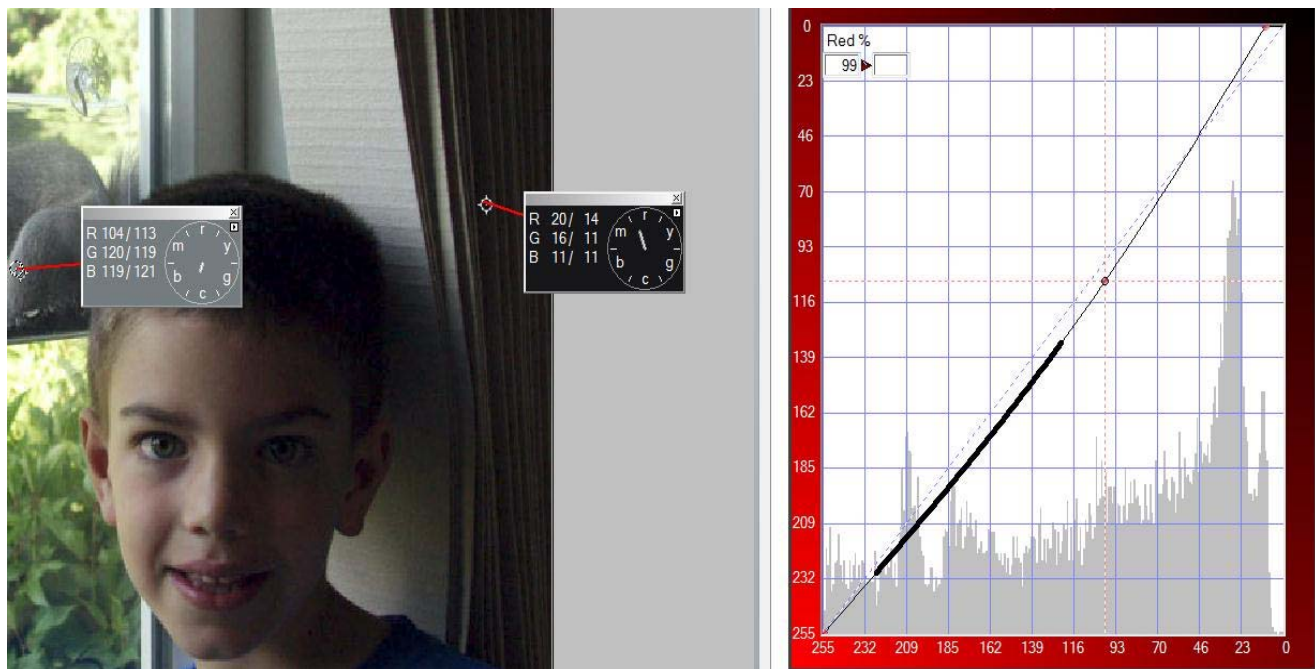 R 104/113
G 120/119
B 119/121
r
m y
b g
c
R 20/ 14
G 16/ 11
B 11/ 11
r
m y
b g
c
Red %
99
0
23
46
70
93
116
139
162
185
209
232
255
255 232 209 185 162 139 116 93 70 46 23 0